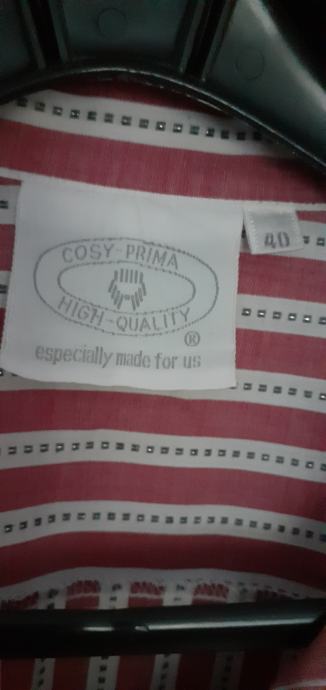 COSY-PRIMA
HIGH-QUALITY
®
especially made for us
40